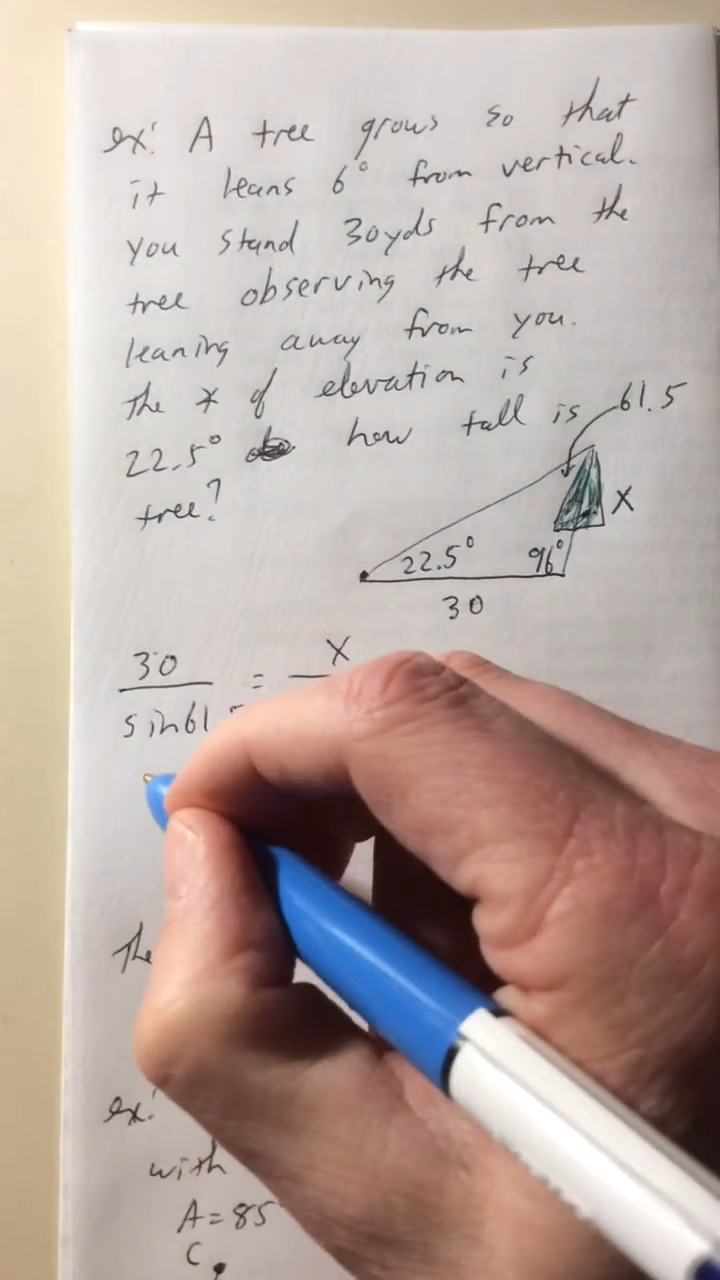 ex: A tree grows so that
it leans 6° from vertical.
you stand 30yds from the
tree observing the tree
leaning away from you.
The ∡ of elevation is
22.5° how tall is
tree?
61.5
X
22.5°
96°
30
30 = X
sin61.5
The
ex:
with
A=85°
C